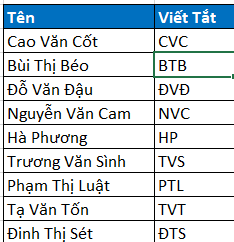 Tên Viết Tắt
Cao Văn Cốt CVC
Bùi Thị Béo BTB
Đỗ Văn Đậu ĐVĐ
Nguyễn Văn Cam NVC
Hà Phương HP
Trương Văn Sình TVS
Phạm Thị Luật PTL
Tạ Văn Tốn TVT
Đinh Thị Sét ĐTS